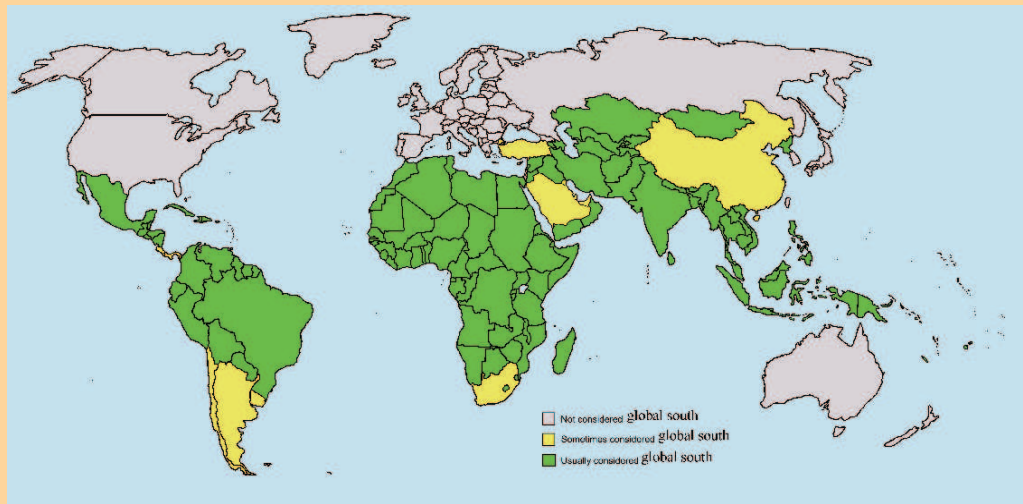 Not considered global south
Sometimes considered global south
Usually considered global south